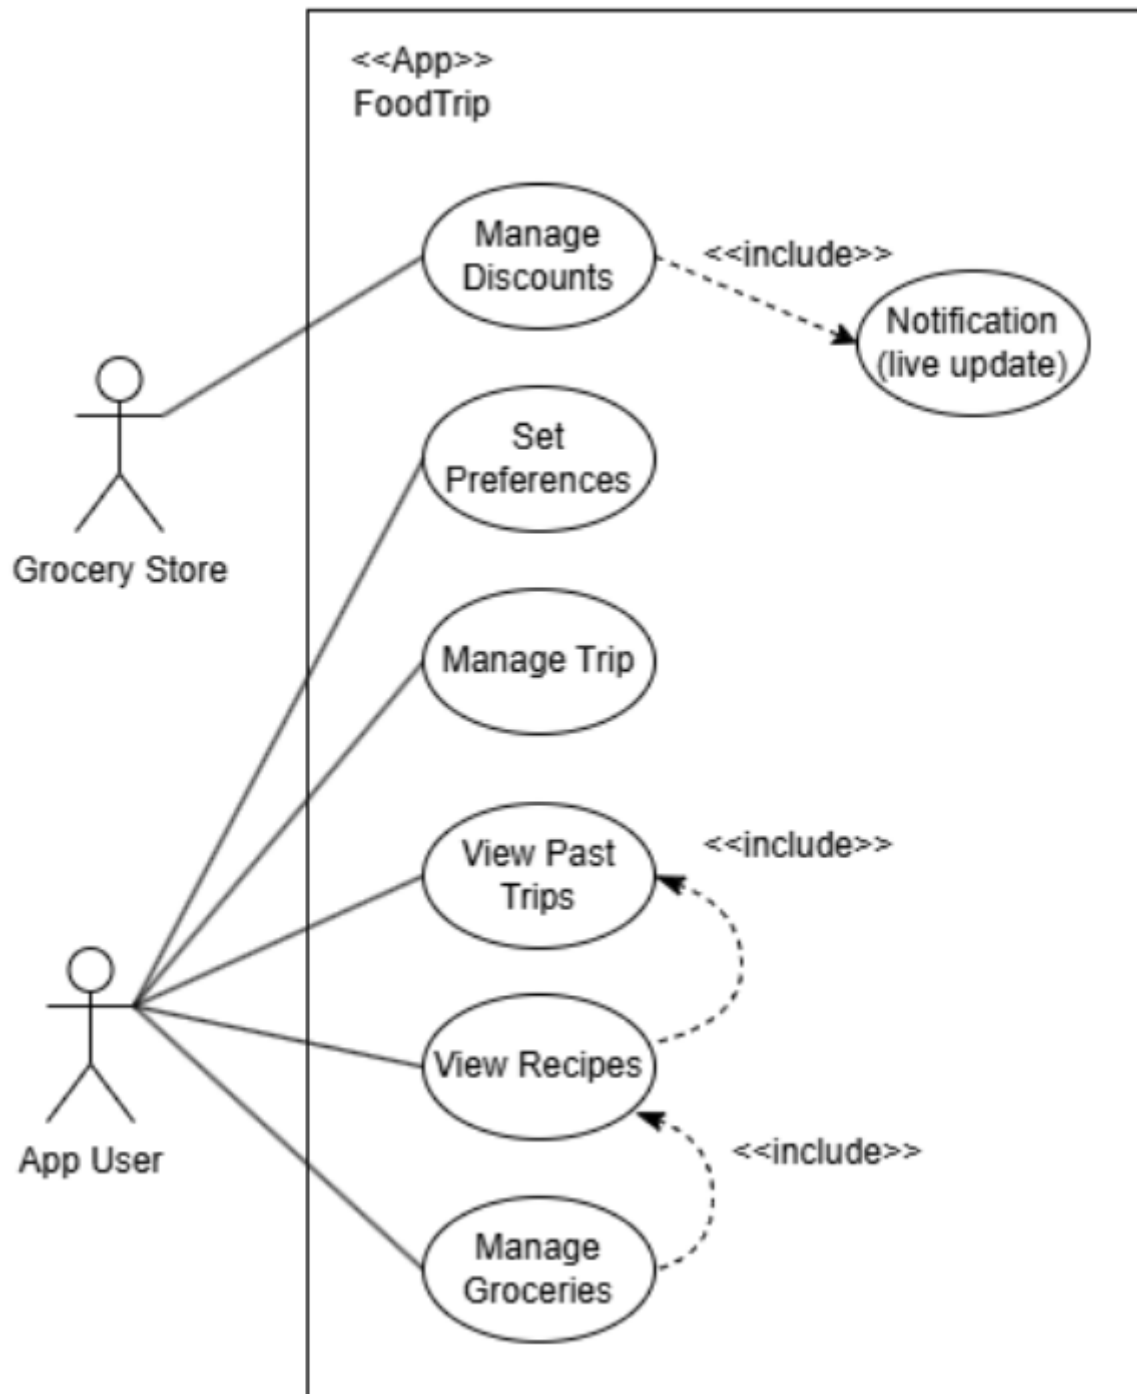 <<App>>
FoodTrip
Manage
Discounts
<<include>>
Notification
(live update)
Set
Preferences
Grocery Store
Manage Trip
View Past
Trips
<<include>>
View Recipes
App User
<<include>>
Manage
Groceries